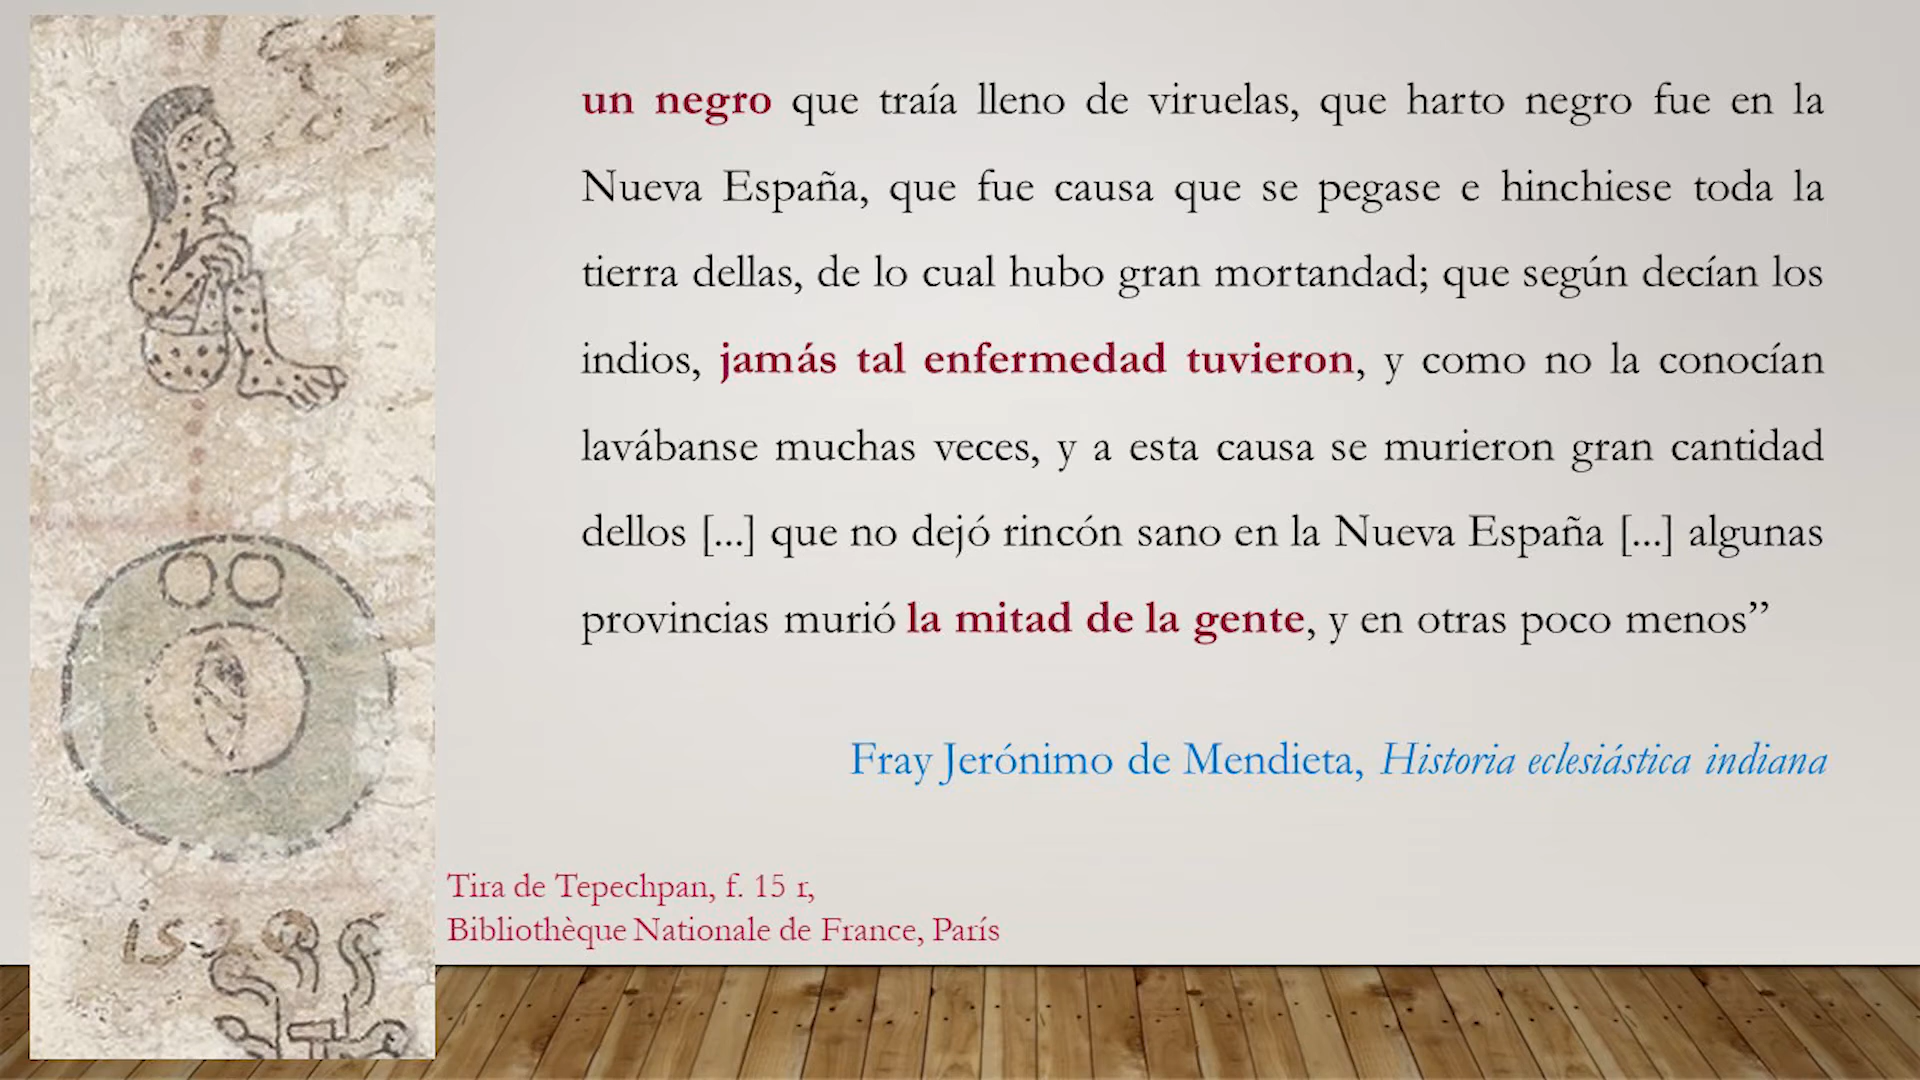 un negro que traía lleno de viruelas, que harto negro fue en la
Nueva España, que fue causa que se pegase e hinchiese toda la
tierra dellas, de lo cual hubo gran mortandad; que según decían los
indios, jamás tal enfermedad tuvieron, y como no la conocían
lavábanse muchas veces, y a esta causa se murieron gran cantidad
dellos [...] que no dejó rincón sano en la Nueva España [...] algunas
provincias murió la mitad de la gente, y en otras poco menos”
Fray Jerónimo de Mendieta, Historia eclesiástica indiana
Tira de Tepechpan, f. 15 r,
Bibliothèque Nationale de France, París